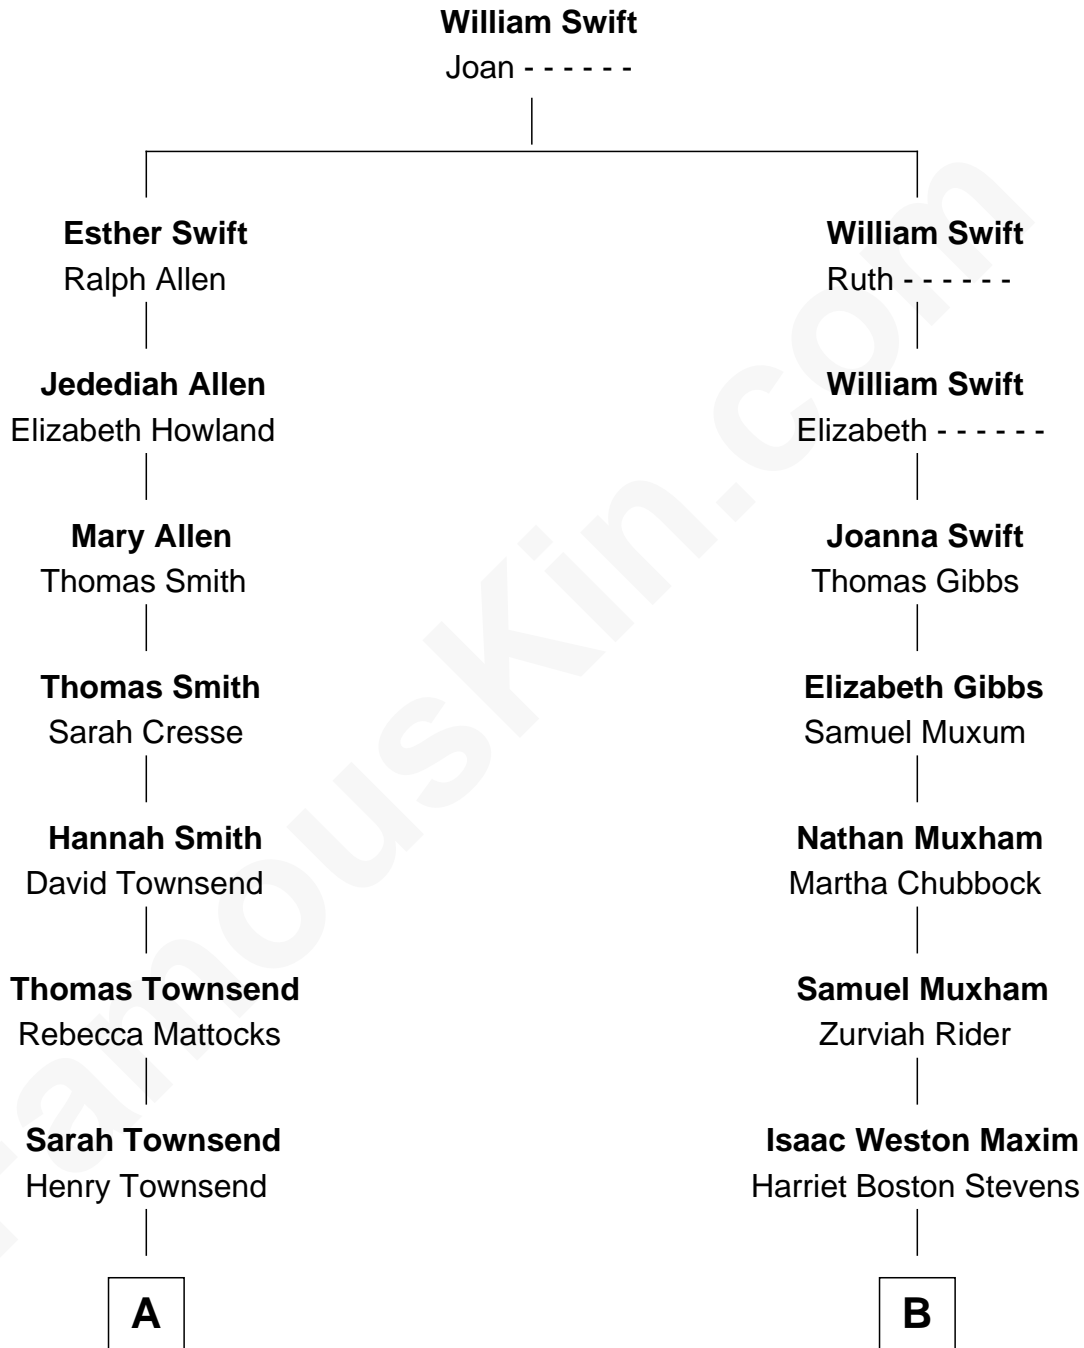 William Swift
Joan - - - - - -
Esther Swift
Ralph Allen
William Swift
Ruth - - - - - -
Jedediah Allen
Elizabeth Howland
William Swift
Elizabeth - - - - - -
Mary Allen
Thomas Smith
Joanna Swift
Thomas Gibbs
Thomas Smith
Sarah Cresse
Elizabeth Gibbs
Samuel Muxum
Hannah Smith
David Townsend
Nathan Muxham
Martha Chubbock
Thomas Townsend
Rebecca Mattocks
Samuel Muxham
Zurviah Rider
Sarah Townsend
Henry Townsend
Isaac Weston Maxim
Harriet Boston Stevens
A
B
FamousKin.com